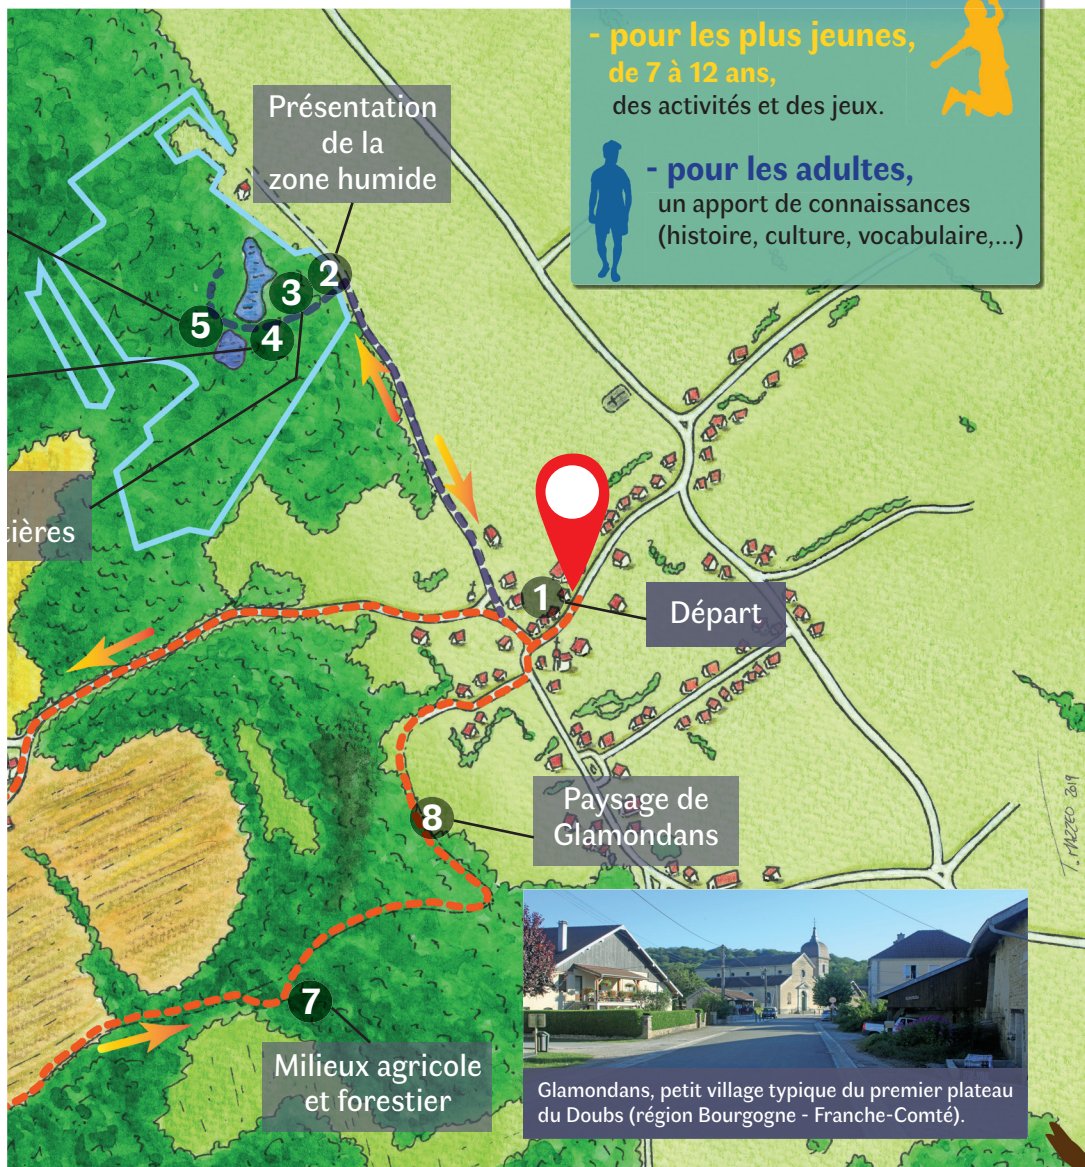 - pour les plus jeunes,
de 7 à 12 ans,
des activités et des jeux.
- pour les adultes,
un apport de connaissances
(histoire, culture, vocabulaire,...)
Présentation
de la
zone humide
2
3
5
4
tières
1
Départ
8
Paysage de
Glamondans
7
Milieux agricole
et forestier
T. MAZZEO 2019
Glamondans, petit village typique du premier plateau
du Doubs (région Bourgogne - Franche-Comté).